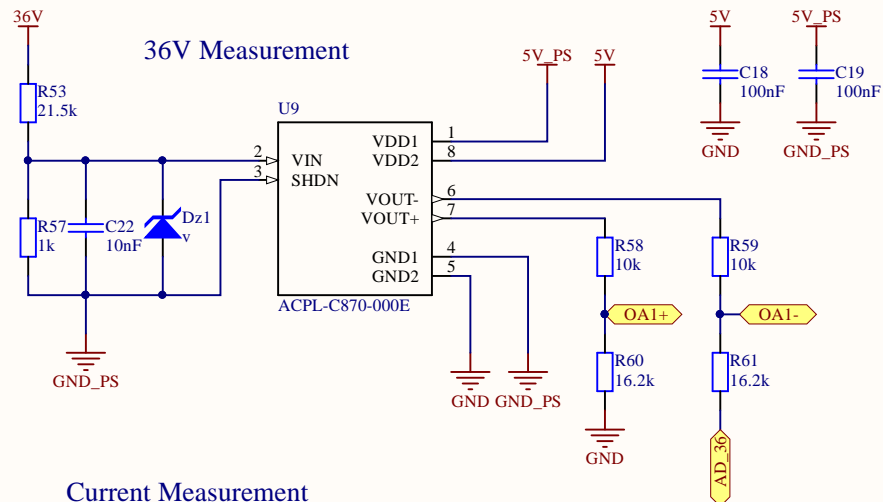 36V
36V Measurement
5V_PS
5V
5V
5V_PS
R53
21.5k
C18
100nF
C19
100nF
GND
GND_PS
U9
2
VIN
3
SHDN
VDD1
1
VDD2
8
VOUT-
6
VOUT+
7
GND1
4
GND2
5
ACPL-C870-000E
R57
1k
C22
10nF
Dz1
v
GND_PS
R58
10k
R59
10k
OA1+
OA1-
R60
16.2k
R61
16.2k
GND
GND_PS
GND
AD_36
Current Measurement